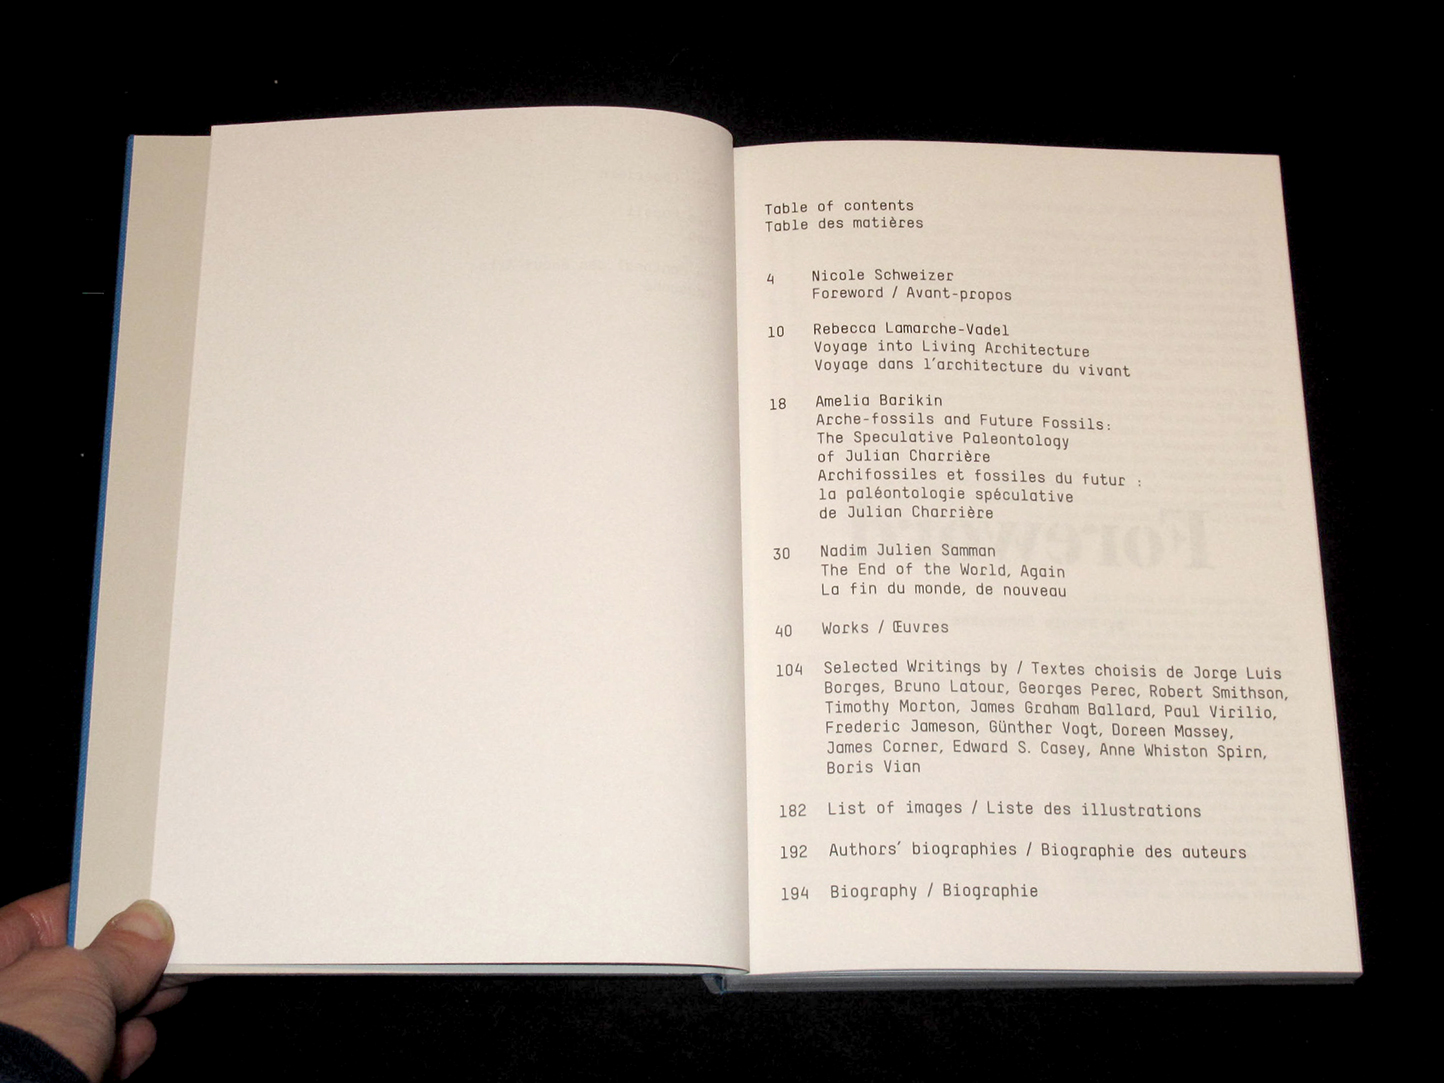 Table of contents
Table des matières
4 Nicole Schweizer
Foreword / Avant-propos
10 Rebecca Lamarche-Vadel
Voyage into Living Architecture
Voyage dans l'architecture du vivant
18 Amelia Barikin
Arche-fossils and Future Fossils:
The Speculative Paleontology
of Julian Charrière
Archifossiles et fossiles du futur :
la paléontologie spéculative
de Julian Charrière
30 Nadim Julien Samman
The End of the World, Again
La fin du monde, de nouveau
40 Works / Œuvres
104 Selected Writings by / Textes choisis de Jorge Luis
Borges, Bruno Latour, Georges Perec, Robert Smithson,
Timothy Morton, James Graham Ballard, Paul Virilio,
Frederic Jameson, Günther Vogt, Doreen Massey,
James Corner, Edward S. Casey, Anne Whiston Spirn,
Boris Vian
182 List of images / Liste des illustrations
192 Authors' biographies / Biographie des auteurs
194 Biography / Biographie